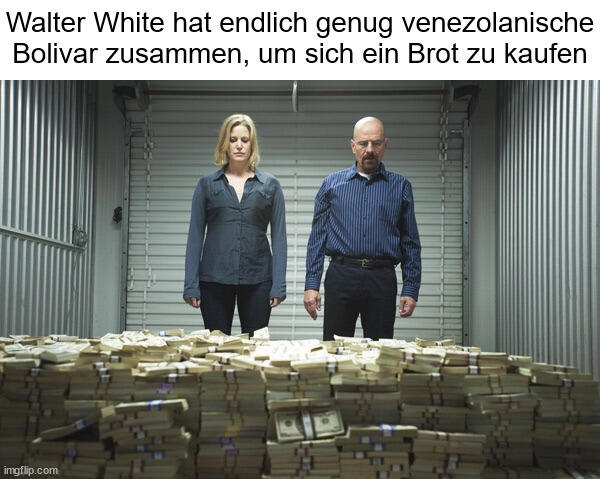 Walter White hat endlich genug venezolanische
Bolivar zusammen, um sich ein Brot zu kaufen
imgflip.com